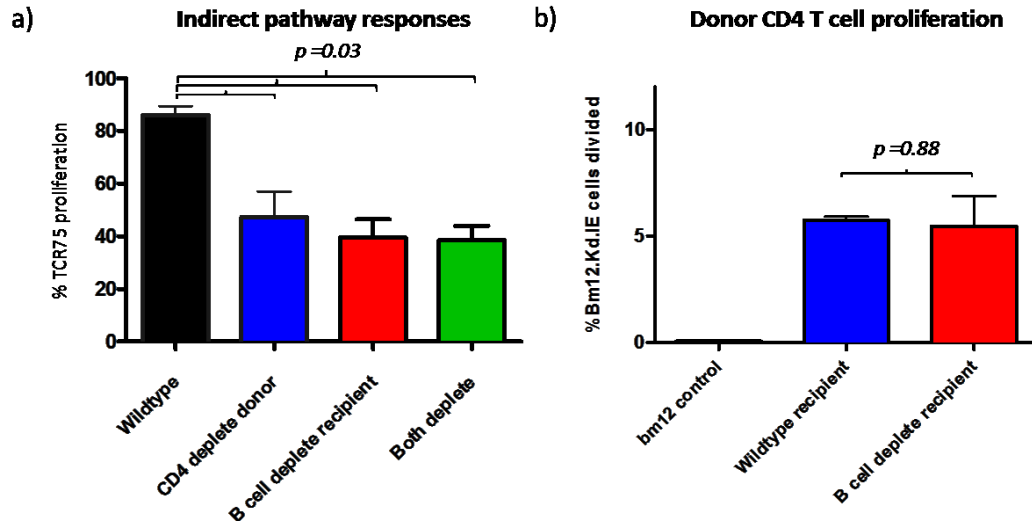 a)
Indirect pathway responses
p=0.03
% TCR75 proliferation
100
80
60
40
20
0
Wildtype
CD4 deplete donor
B cell deplete recipient
Both deplete
b)
Donor CD4 T cell proliferation
p=0.88
%Bm12.Kd.IE cells divided
10
5
0
bm12 control
Wildtype recipient
B cell deplete recipient